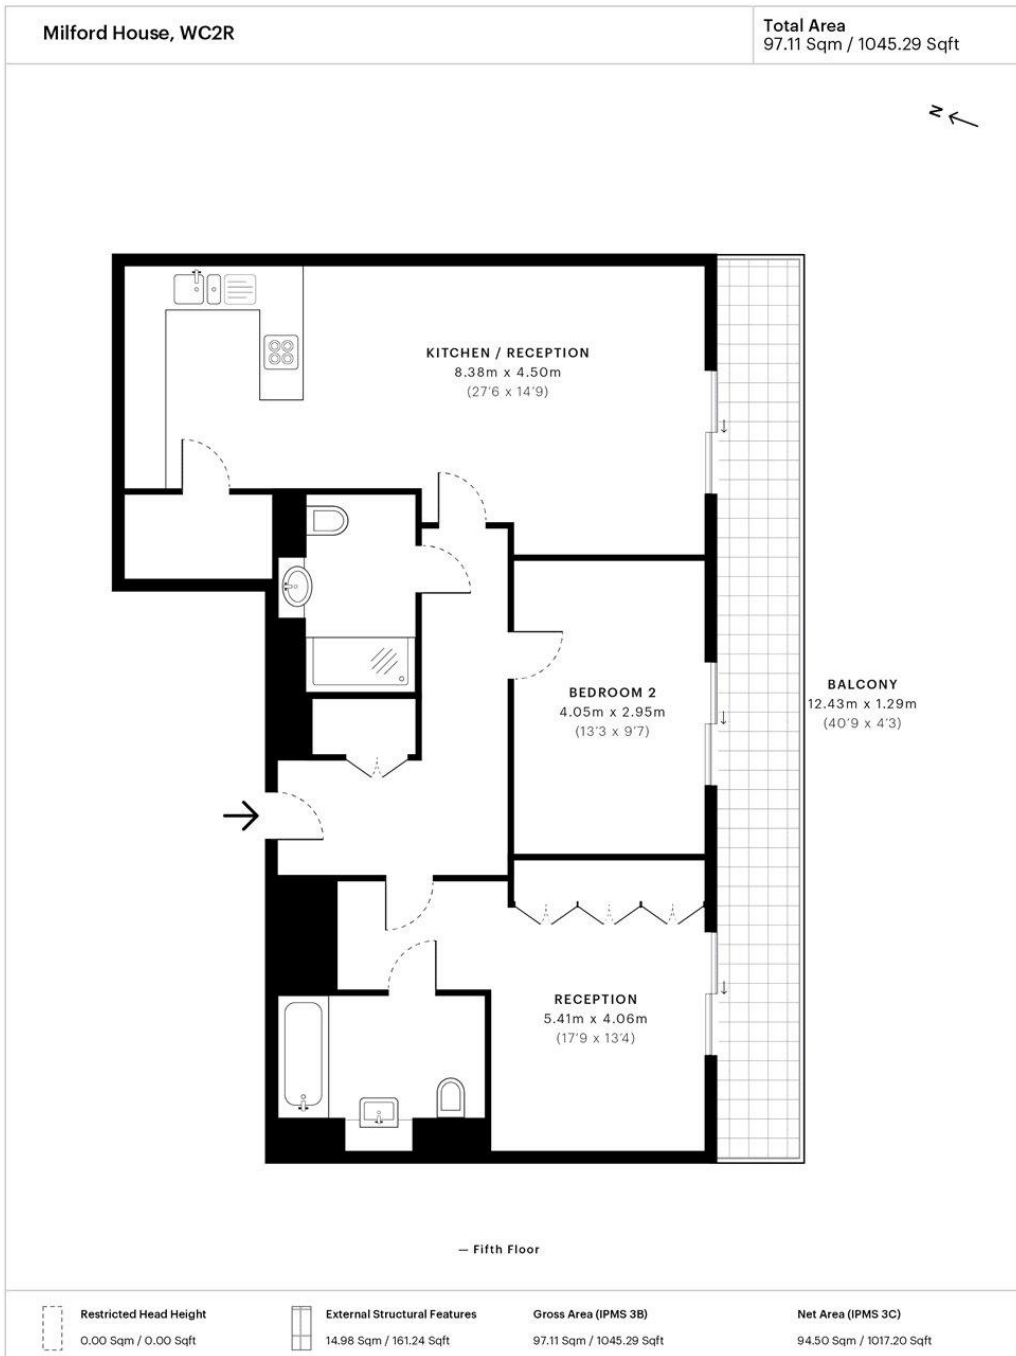 Milford House, WC2R
Total Area
97.11 Sqm / 1045.29 Sqft
N
KITCHEN / RECEPTION
8.38m x 4.50m
(27'6 x 14'9)
BEDROOM 2
4.05m x 2.95m
(13'3 x 9'7)
BALCONY
12.43m x 1.29m
(40'9 x 4'3)
RECEPTION
5.41m x 4.06m
(17'9 x 13'4)
— Fifth Floor
Restricted Head Height
0.00 Sqm / 0.00 Sqft
External Structural Features
14.98 Sqm / 161.24 Sqft
Gross Area (IPMS 3B)
97.11 Sqm / 1045.29 Sqft
Net Area (IPMS 3C)
94.50 Sqm / 1017.20 Sqft